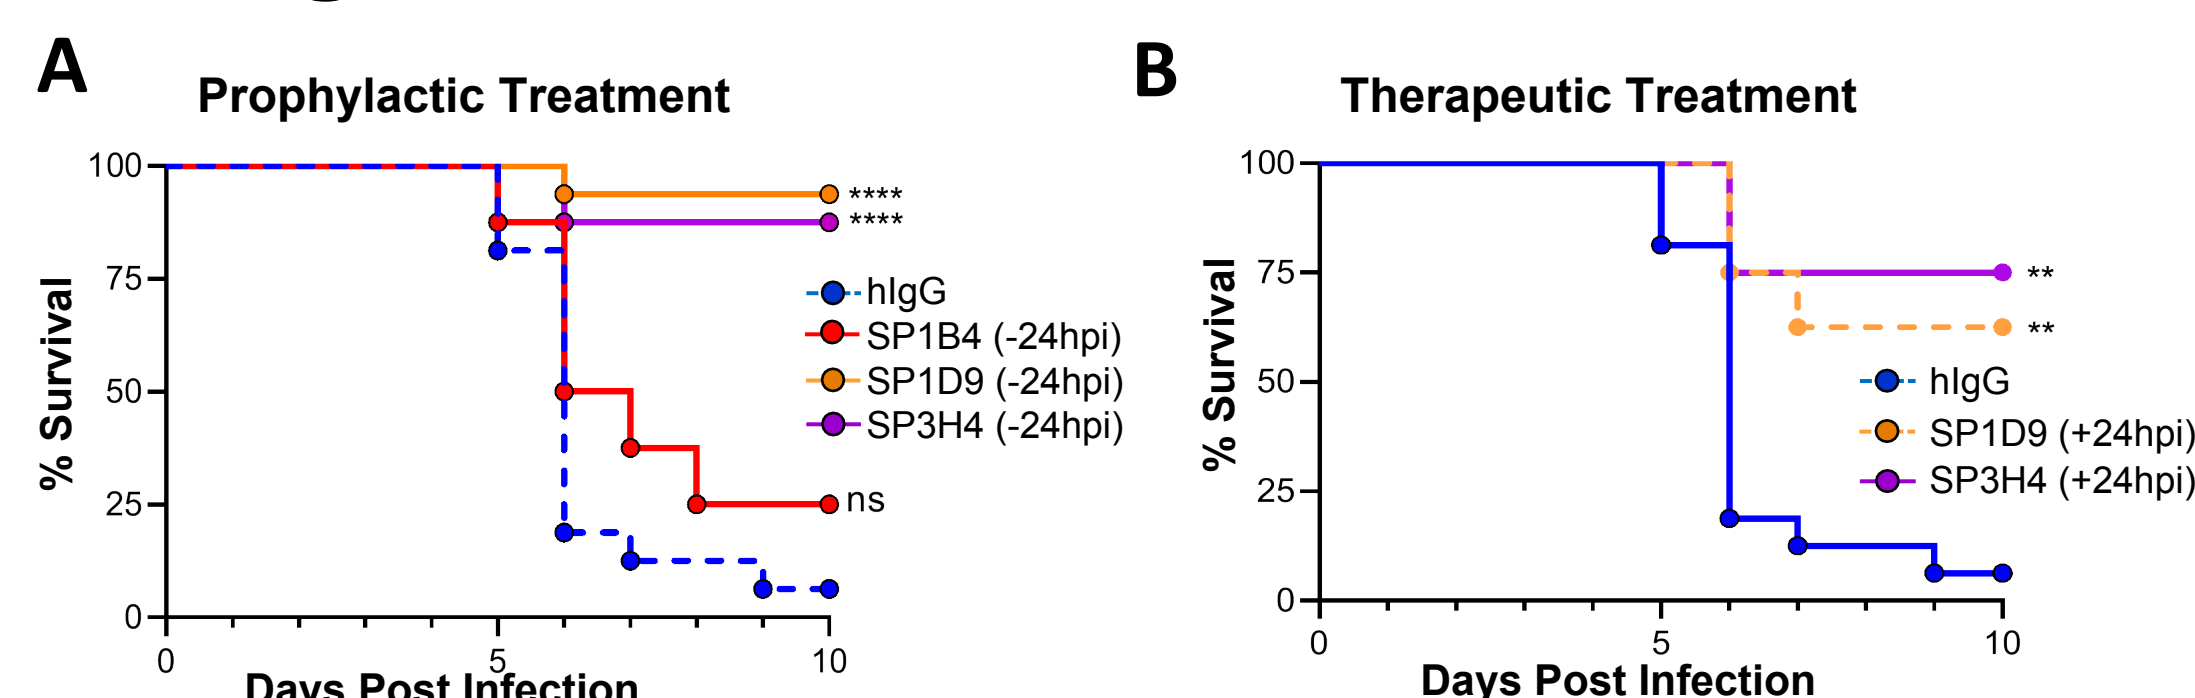 A
Prophylactic Treatment
100
75
50
25
0
% Survival
0
5
10
Days Post Infection
****
****
ns
hIgG
SP1B4 (-24hpi)
SP1D9 (-24hpi)
SP3H4 (-24hpi)
B
Therapeutic Treatment
100
75
50
25
0
% Survival
0
5
10
Days Post Infection
**
**
hIgG
SP1D9 (+24hpi)
SP3H4 (+24hpi)